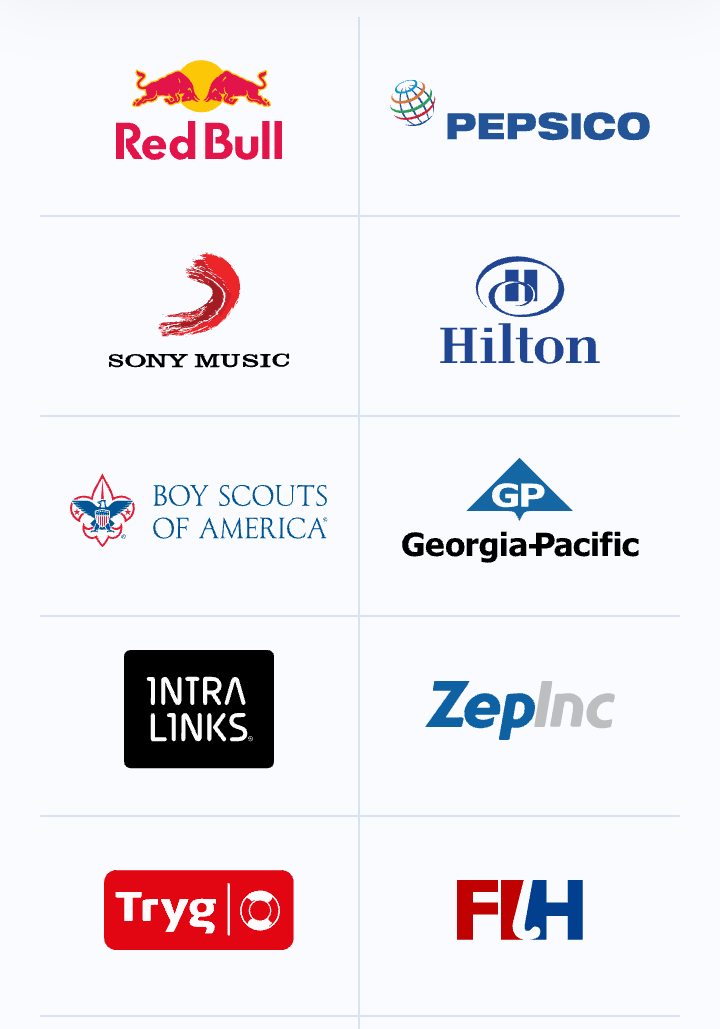 Red Bull
PEPSICO
SONY MUSIC
H
Hilton
BOY SCOUTS
OF AMERICA®
GP
Georgia-Pacific
INTRA
LINKS®
ZepInc
Tryg
FIH